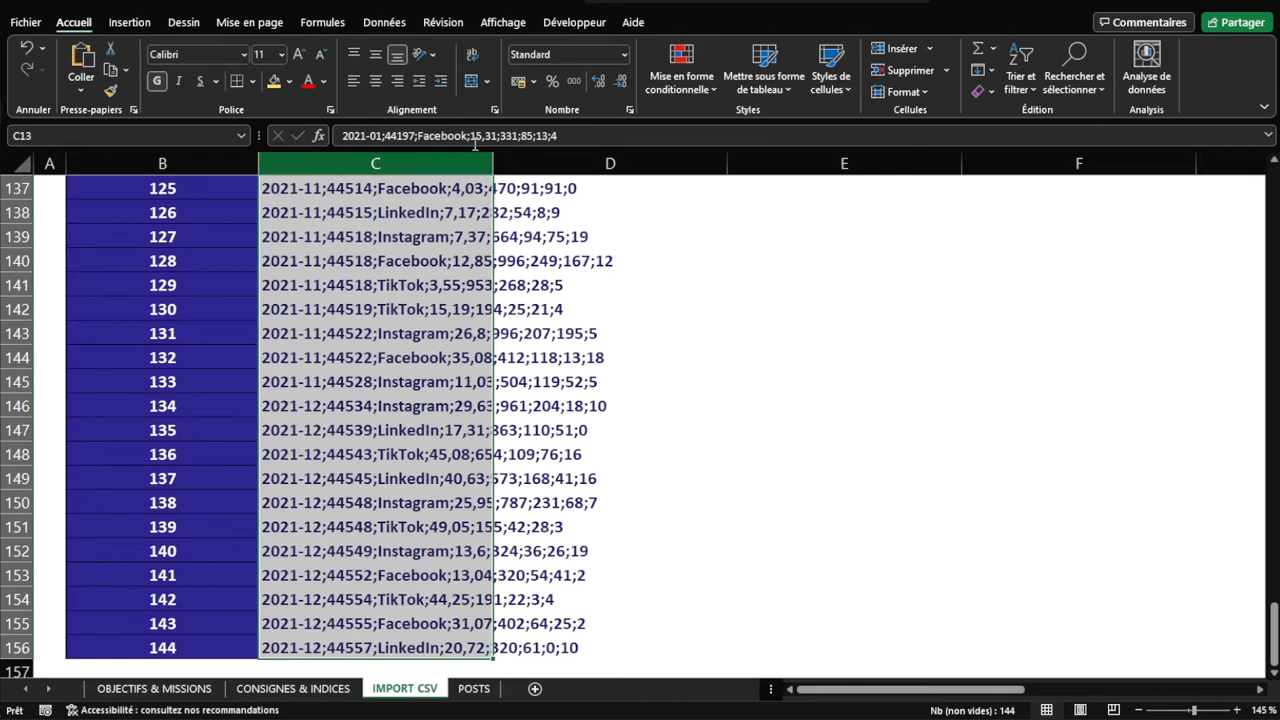 Fichier Accueil Insertion Dessin Mise en page Formules Données Révision Affichage Développeur Aide Commentaires Partager
Coller Calibri 11 Standard Mise en forme conditionnelle Mettre sous forme de tableau Styles de cellules Insérer Supprimer Format Trier et filtrer Rechercher et sélectionner Analyse de données
G I S A A 000
Annuler Presse-papiers Police Alignement Nombre Styles Cellules Édition Analysis
C13 fx 2021-01;44197;Facebook;15,31;331;85;13;4
A B C D E F
137 125 2021-11;44514;Facebook;4,03;470;91;91;0
138 126 2021-11;44515;LinkedIn;7,17;282;54;8;9
139 127 2021-11;44518;Instagram;7,37;664;94;75;19
140 128 2021-11;44518;Facebook;12,85;996;249;167;12
141 129 2021-11;44518;TikTok;3,55;953;268;28;5
142 130 2021-11;44519;TikTok;15,19;194;25;21;4
143 131 2021-11;44522;Instagram;26,8;996;207;195;5
144 132 2021-11;44522;Facebook;35,08;412;118;13;18
145 133 2021-11;44528;Instagram;11,03;504;119;52;5
146 134 2021-12;44534;Instagram;29,63;961;204;18;10
147 135 2021-12;44539;LinkedIn;17,31;863;110;51;0
148 136 2021-12;44543;TikTok;45,08;654;109;76;16
149 137 2021-12;44545;LinkedIn;40,63;573;168;41;16
150 138 2021-12;44548;Instagram;25,95;787;231;68;7
151 139 2021-12;44548;TikTok;49,05;155;42;28;3
152 140 2021-12;44549;Instagram;13,6;324;36;26;19
153 141 2021-12;44552;Facebook;13,04;320;54;41;2
154 142 2021-12;44554;TikTok;44,25;191;22;3;4
155 143 2021-12;44555;Facebook;31,07;402;64;25;2
156 144 2021-12;44557;LinkedIn;20,72;320;61;0;10
157
OBJECTIFS & MISSIONS CONSIGNES & INDICES IMPORT CSV POSTS
Prêt Accessibilité : consultez nos recommandations Nb (non vides) : 144 145 %